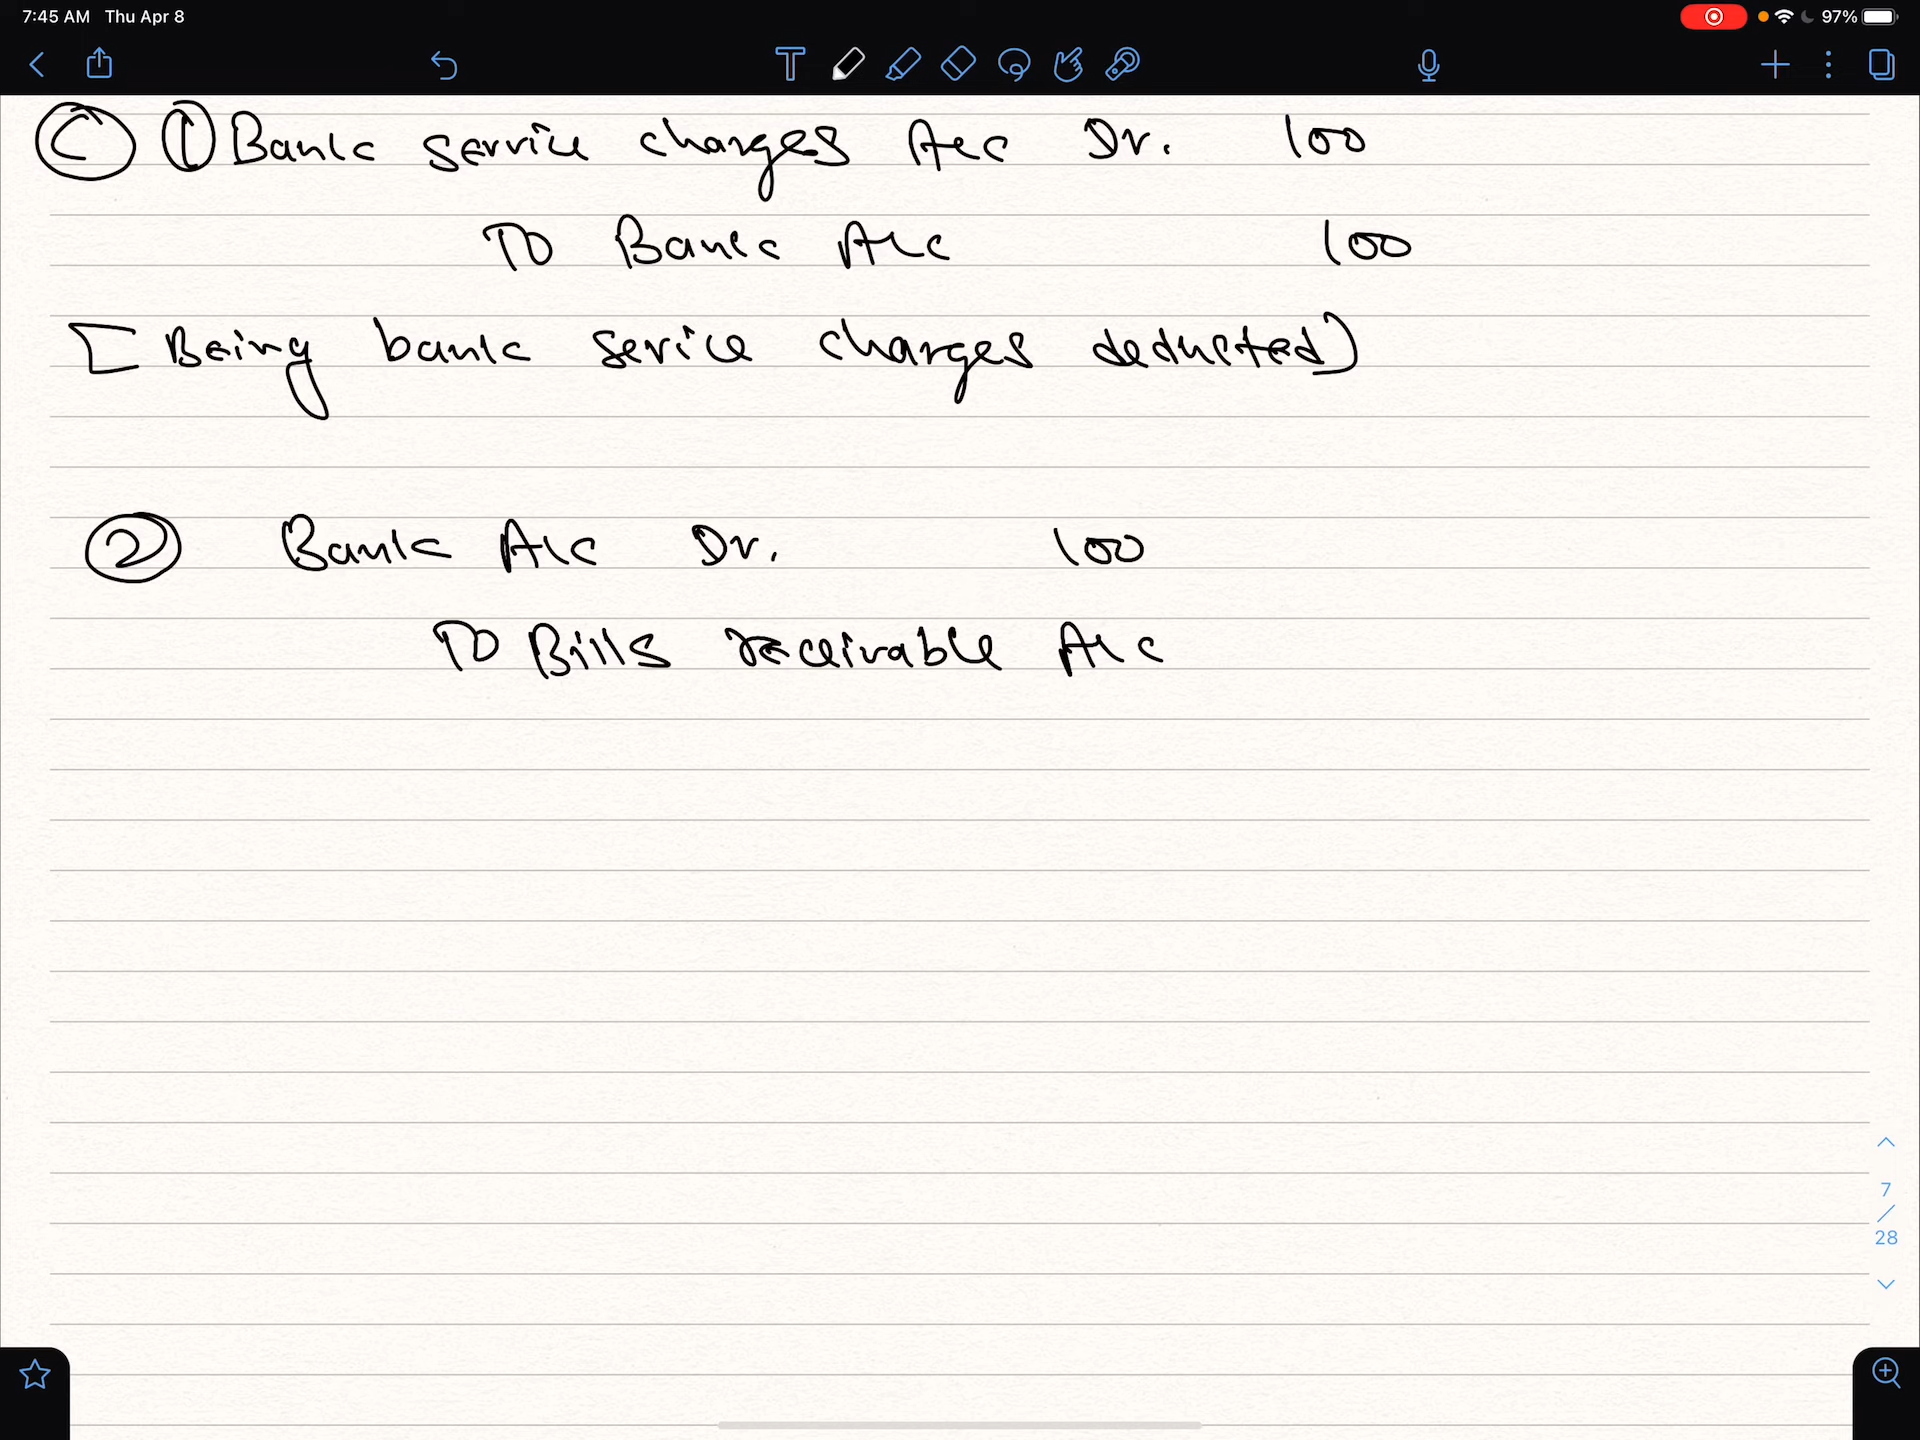 7:45 AM Thu Apr 8
97%
C 1 Bank service charges A/c Dr. 100
To Bank A/c 100
[Being bank serice charges deducted)
2 Bank A/c Dr. 100
To Bills receivable A/c
7
/
28